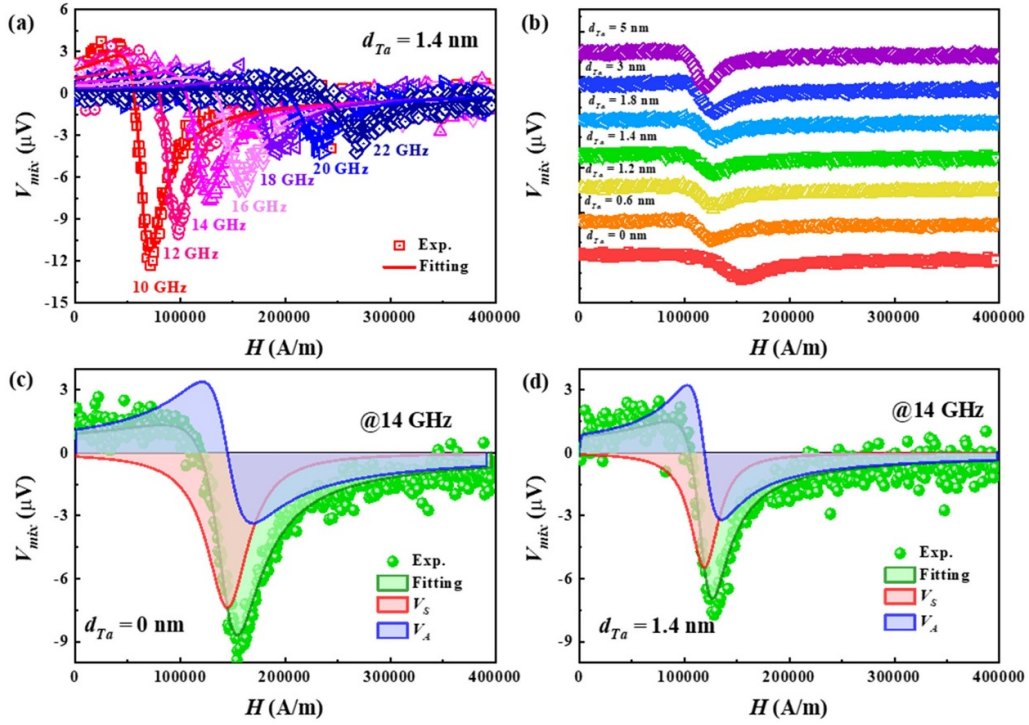 (a)
6
3
0
-3
-6
-9
-12
-15
V_mix (μV)
d_Ta = 1.4 nm
22 GHz
20 GHz
18 GHz
16 GHz
14 GHz
12 GHz
10 GHz
Exp.
Fitting
0 100000 200000 300000 400000
H (A/m)
(b)
V_mix (μV)
d_Ta = 5 nm
d_Ta = 3 nm
d_Ta = 1.8 nm
d_Ta = 1.4 nm
d_Ta = 1.2 nm
d_Ta = 0.6 nm
d_Ta = 0 nm
0 100000 200000 300000 400000
H (A/m)
(c)
3
0
-3
-6
-9
V_mix (μV)
@14 GHz
Exp.
Fitting
V_S
V_A
d_Ta = 0 nm
0 100000 200000 300000 400000
H (A/m)
(d)
3
0
-3
-6
-9
V_mix (μV)
@14 GHz
Exp.
Fitting
V_S
V_A
d_Ta = 1.4 nm
0 100000 200000 300000 400000
H (A/m)